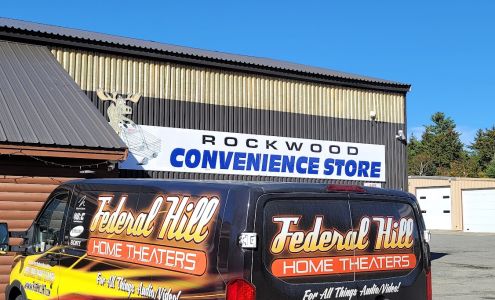 ROCKWOOD
CONVENIENCE STORE
Federal Hill
HOME THEATERS
For All Things Audio/Video!
Federal Hill
HOME THEATERS
For All Things Audio/Video!